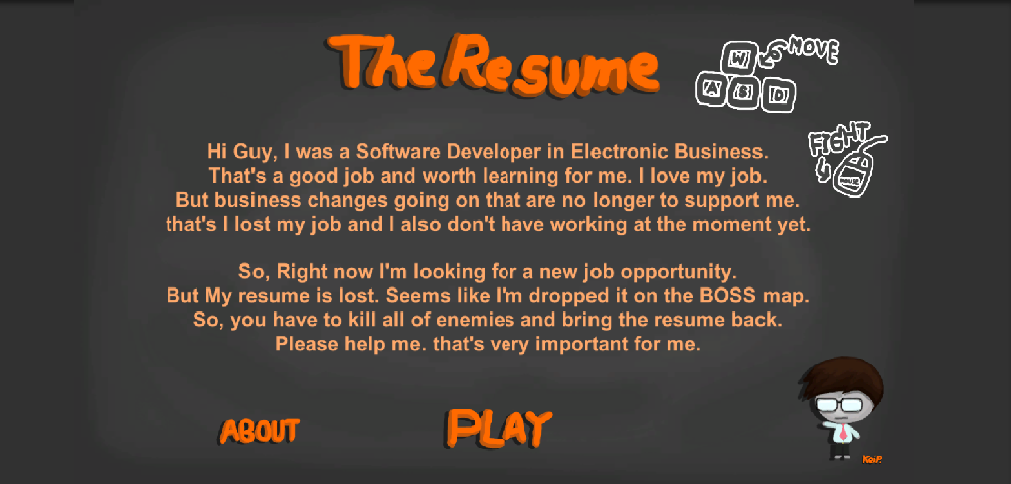 The Resume
W
MOVE
A S D
FIGHT
Hi Guy, I was a Software Developer in Electronic Business.
That's a good job and worth learning for me. I love my job.
But business changes going on that are no longer to support me.
that's I lost my job and I also don't have working at the moment yet.
So, Right now I'm looking for a new job opportunity.
But My resume is lost. Seems like I'm dropped it on the BOSS map.
So, you have to kill all of enemies and bring the resume back.
Please help me. that's very important for me.
ABOUT
PLAY